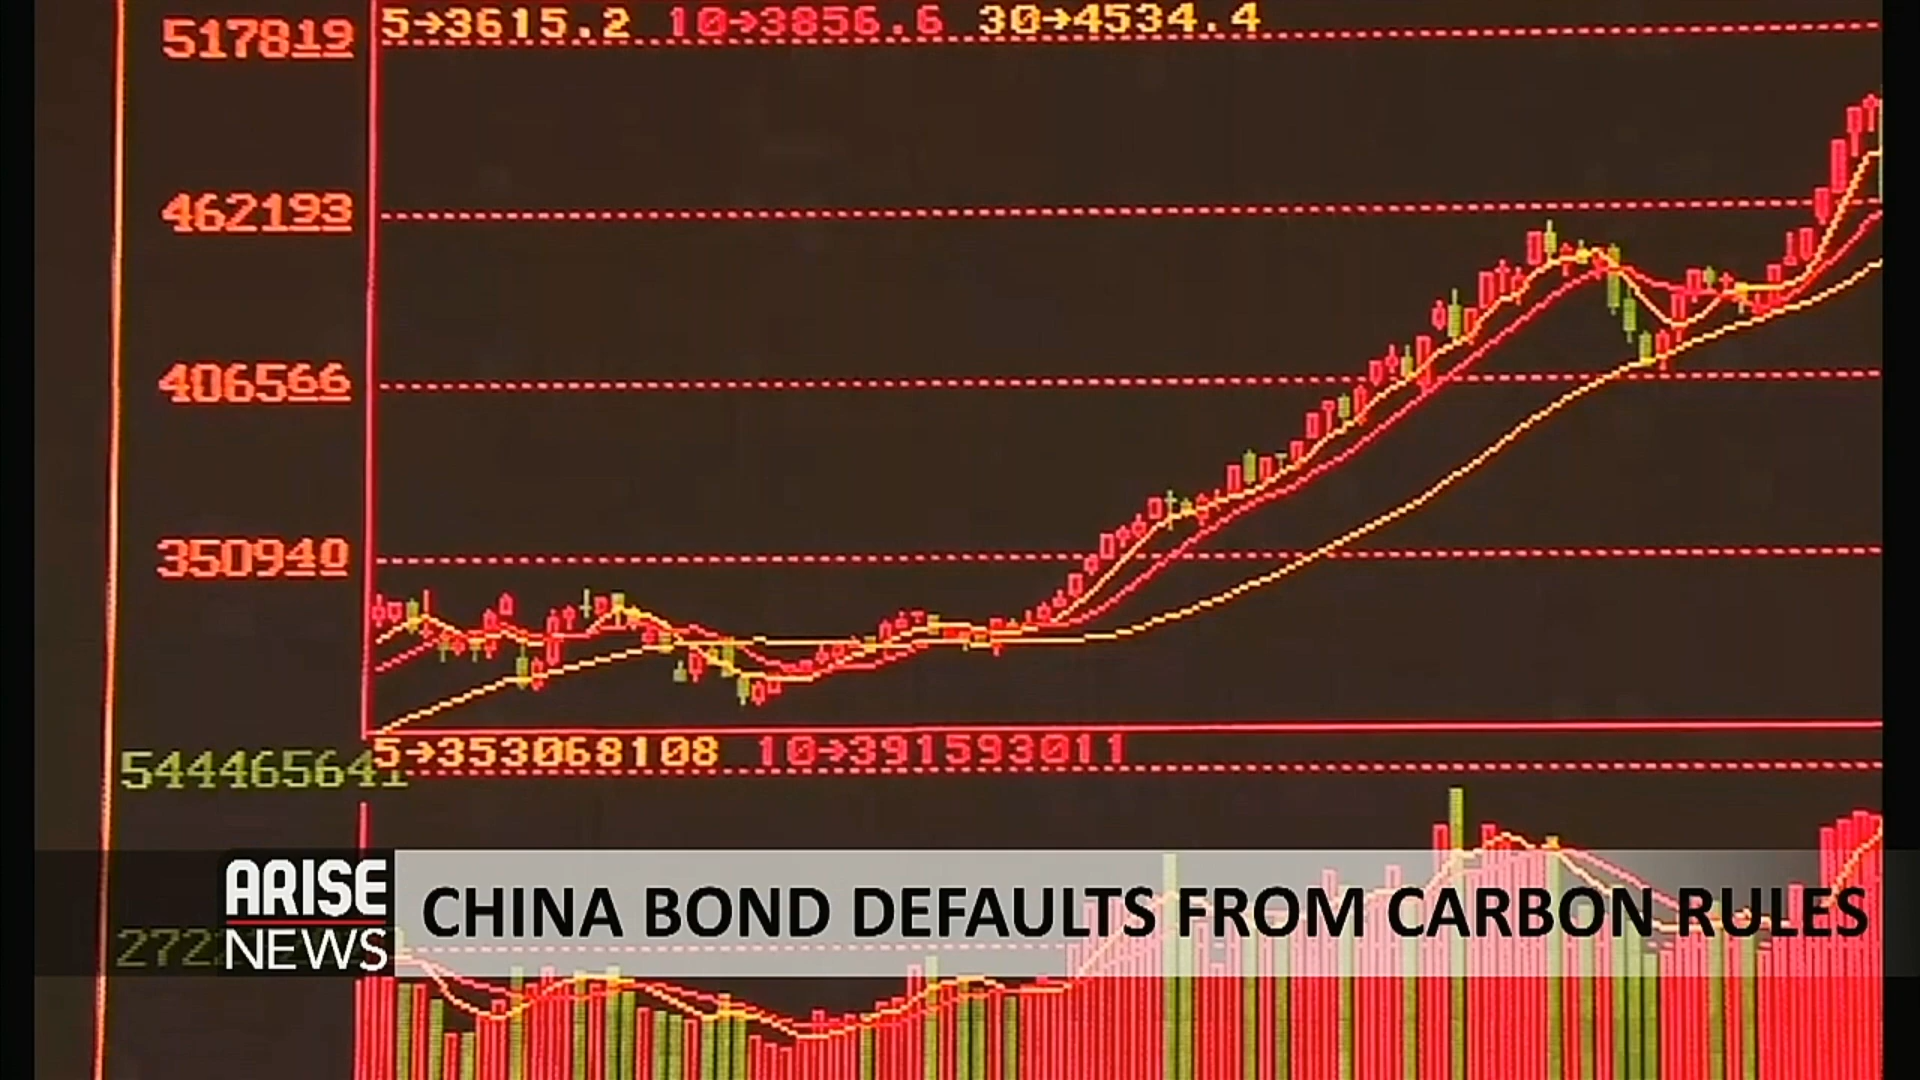 517819
5→3615.2 10→3856.6 30→4534.4
462193
406566
350940
5→353068108 10→391593011
544465641
ARISE
NEWS
CHINA BOND DEFAULTS FROM CARBON RULES